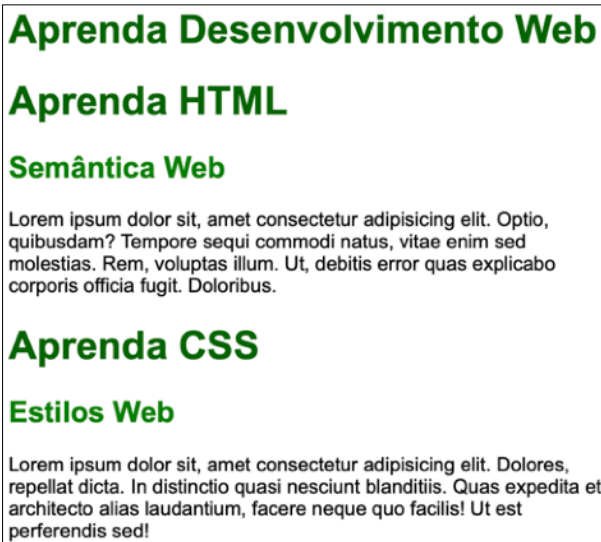 Aprenda Desenvolvimento Web
Aprenda HTML
Semântica Web
Lorem ipsum dolor sit, amet consectetur adipisicing elit. Optio,
quibusdam? Tempore sequi commodi natus, vitae enim sed
molestias. Rem, voluptas illum. Ut, debitis error quas explicabo
corporis officia fugit. Doloribus.
Aprenda CSS
Estilos Web
Lorem ipsum dolor sit, amet consectetur adipisicing elit. Dolores,
repellat dicta. In distinctio quasi nesciunt blanditiis. Quas expedita et
architecto alias laudantium, facere neque quo facilis! Ut est
perferendis sed!